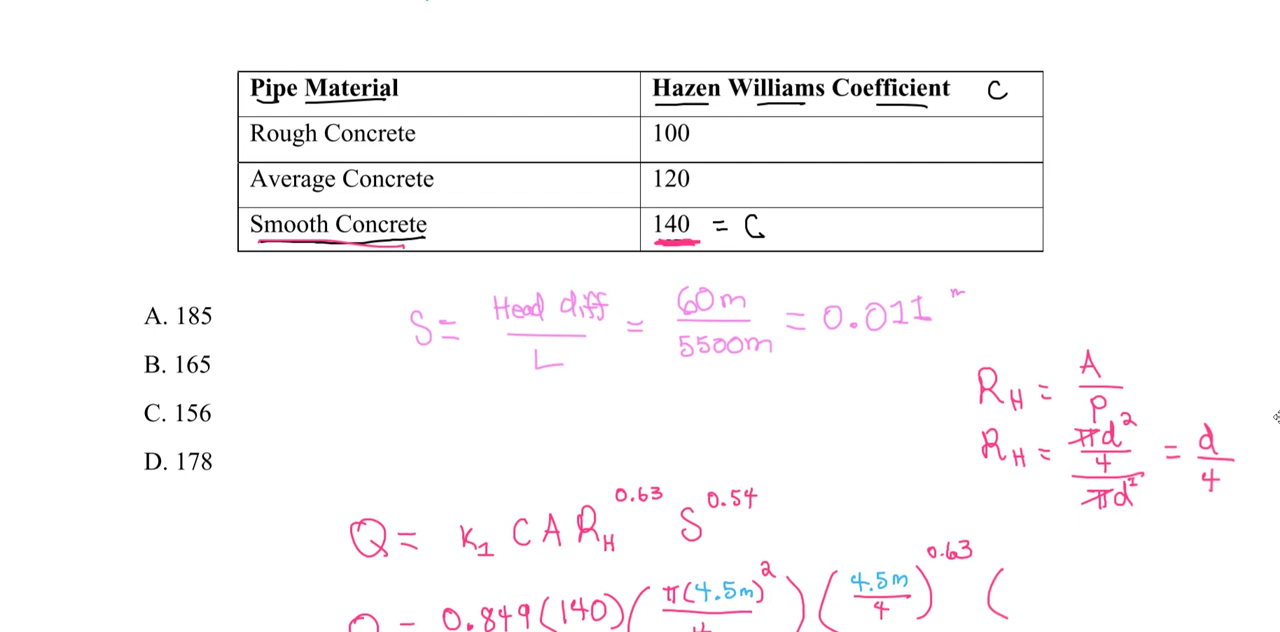 Pipe Material Hazen Williams Coefficient C
Rough Concrete 100
Average Concrete 120
Smooth Concrete 140 = C
A. 185
B. 165
C. 156
D. 178
S = Head diff / L = 60m / 5500m = 0.011 m
R_H = A / P
R_H = πd² / 4 / πd¹ = d / 4
Q = K₁ C A R_H^0.63 S^0.54
Q = 0.849 (140) ( π(4.5m)² / 4 ) ( 4.5m / 4 )^0.63 (